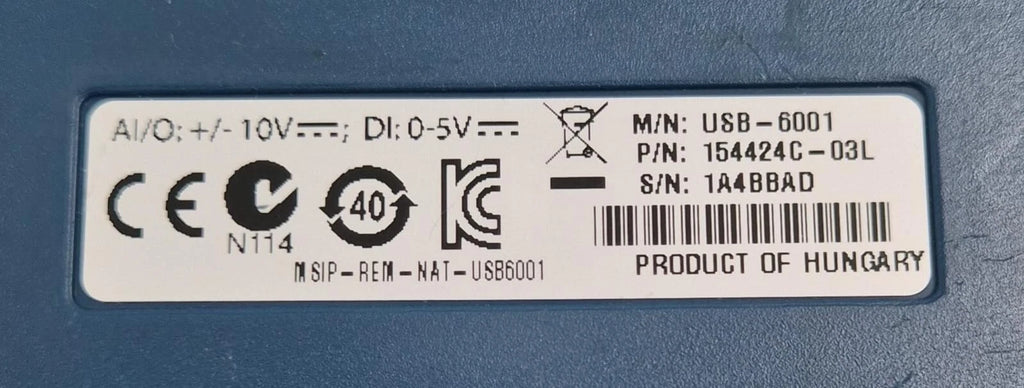 AI/O: +/- 10V⎓; DI: 0-5V⎓
M/N: USB-6001
P/N: 154424C-03L
S/N: 1A4BBAD
CE
N114
40
KC
MSIP-REM-NAT-USB6001
PRODUCT OF HUNGARY